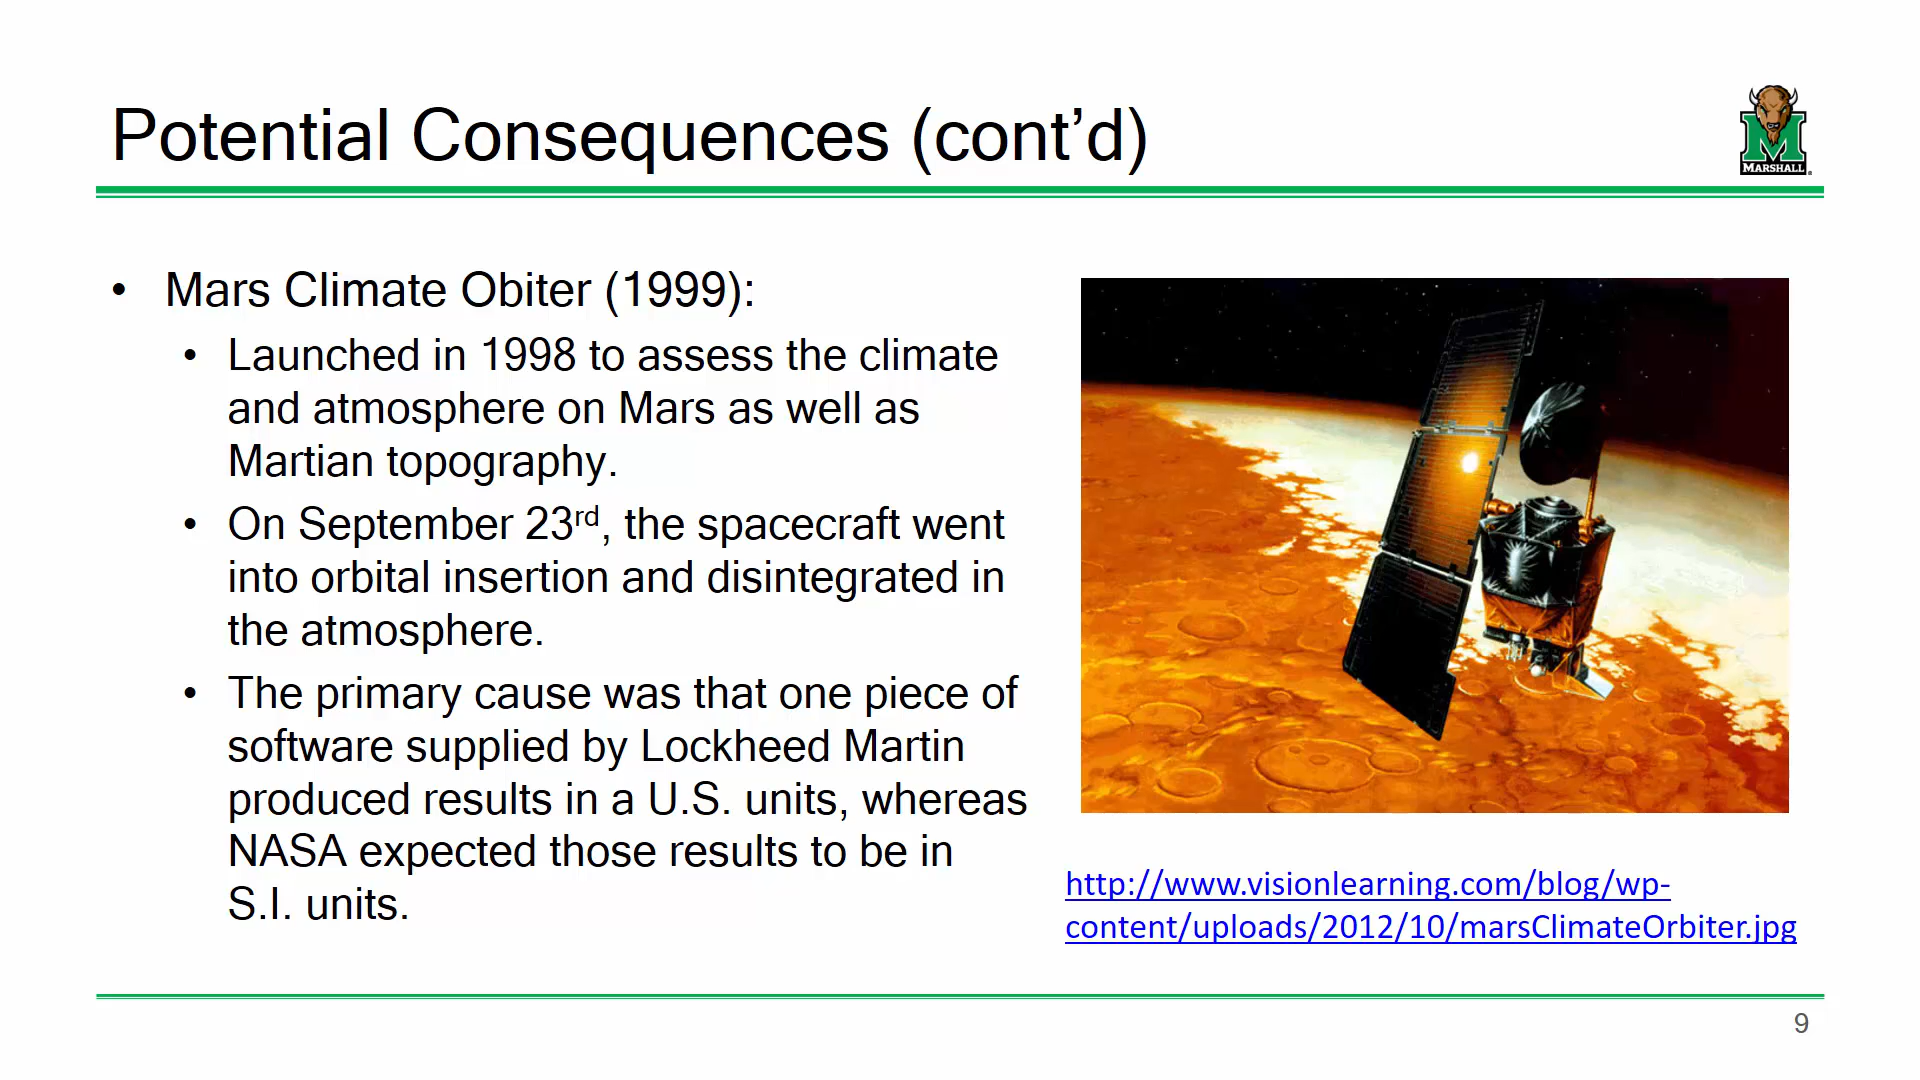 Potential Consequences (cont’d)
MARSHALL
• Mars Climate Obiter (1999):
• Launched in 1998 to assess the climate
and atmosphere on Mars as well as
Martian topography.
• On September 23rd, the spacecraft went
into orbital insertion and disintegrated in
the atmosphere.
• The primary cause was that one piece of
software supplied by Lockheed Martin
produced results in a U.S. units, whereas
NASA expected those results to be in
S.I. units.
http://www.visionlearning.com/blog/wp-
content/uploads/2012/10/marsClimateOrbiter.jpg
9